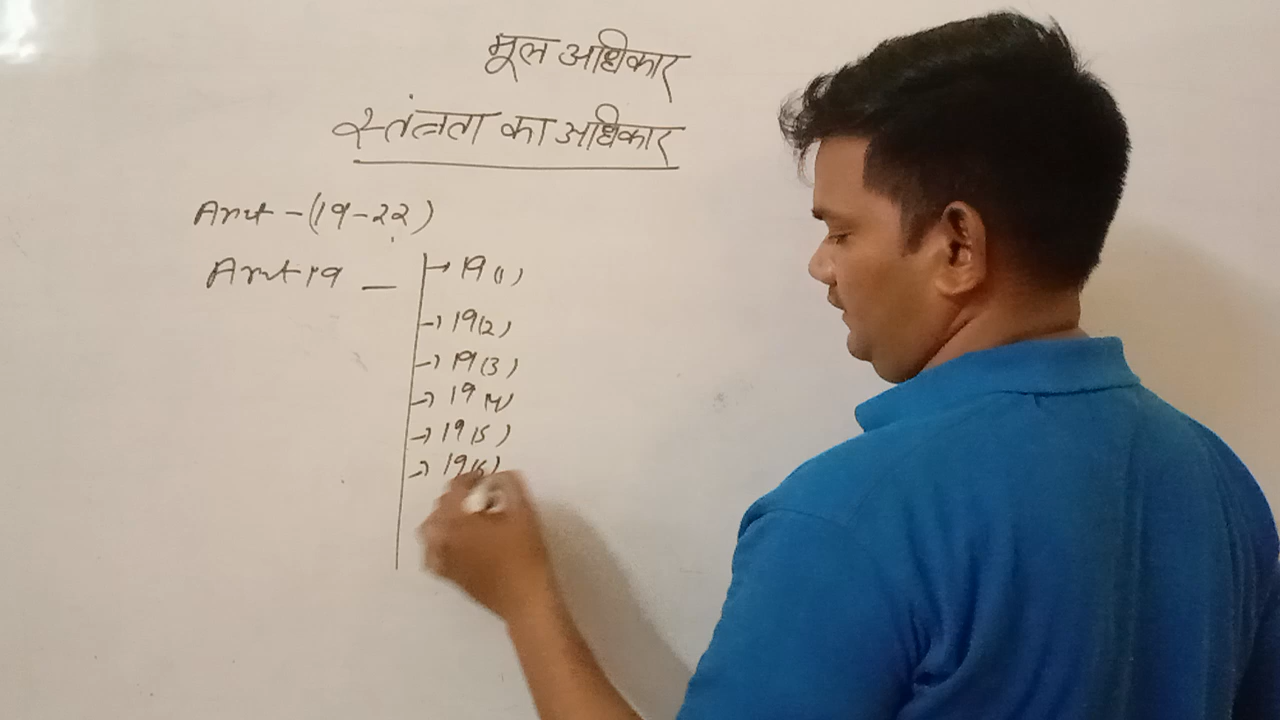 मूल अधिकार
स्तंत्रता का अधिकार
Art - (19-22)
Art 19 - → 19(1)
→ 19(2)
→ 19(3)
→ 19(4)
→ 19(5)
→ 19(6)